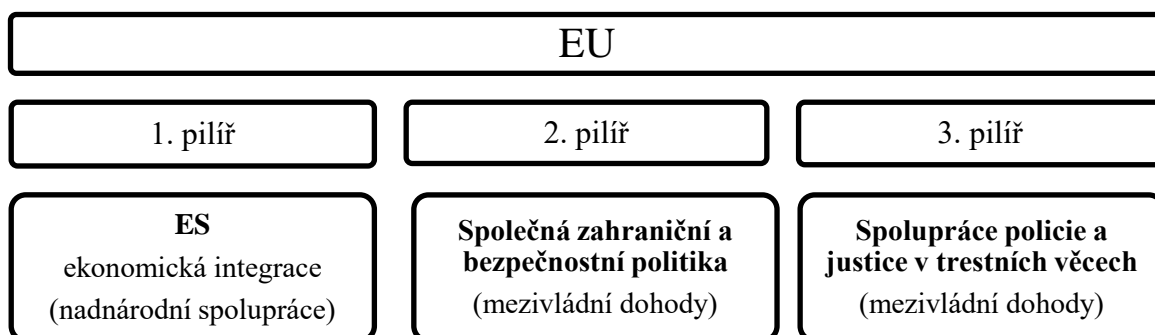 EU
1. pilíř
2. pilíř
3. pilíř
ES
ekonomická integrace
(nadnárodní spolupráce)
Společná zahraniční a
bezpečnostní politika
(mezivládní dohody)
Spolupráce policie a
justice v trestních věcech
(mezivládní dohody)